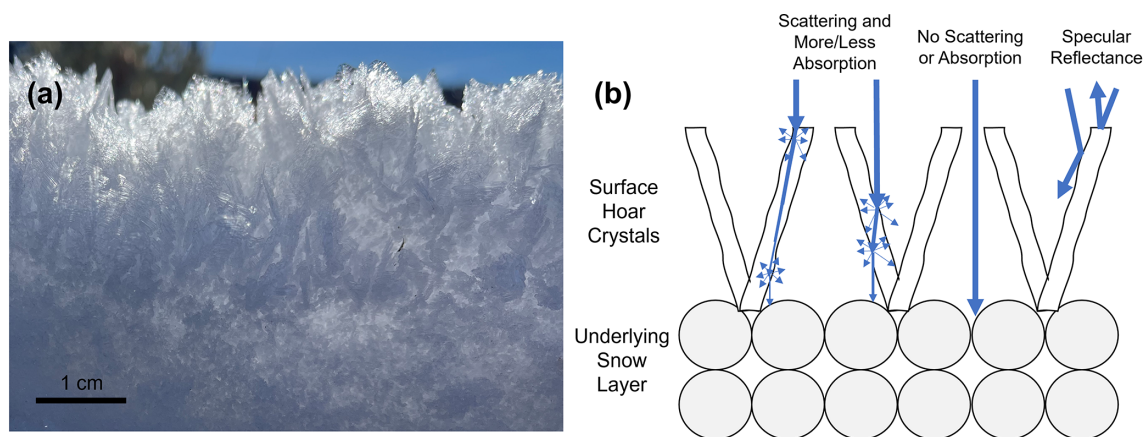 (a)
1 cm
(b)
Scattering and
More/Less
Absorption
No Scattering
or Absorption
Specular
Reflectance
Surface
Hoar
Crystals
Underlying
Snow
Layer